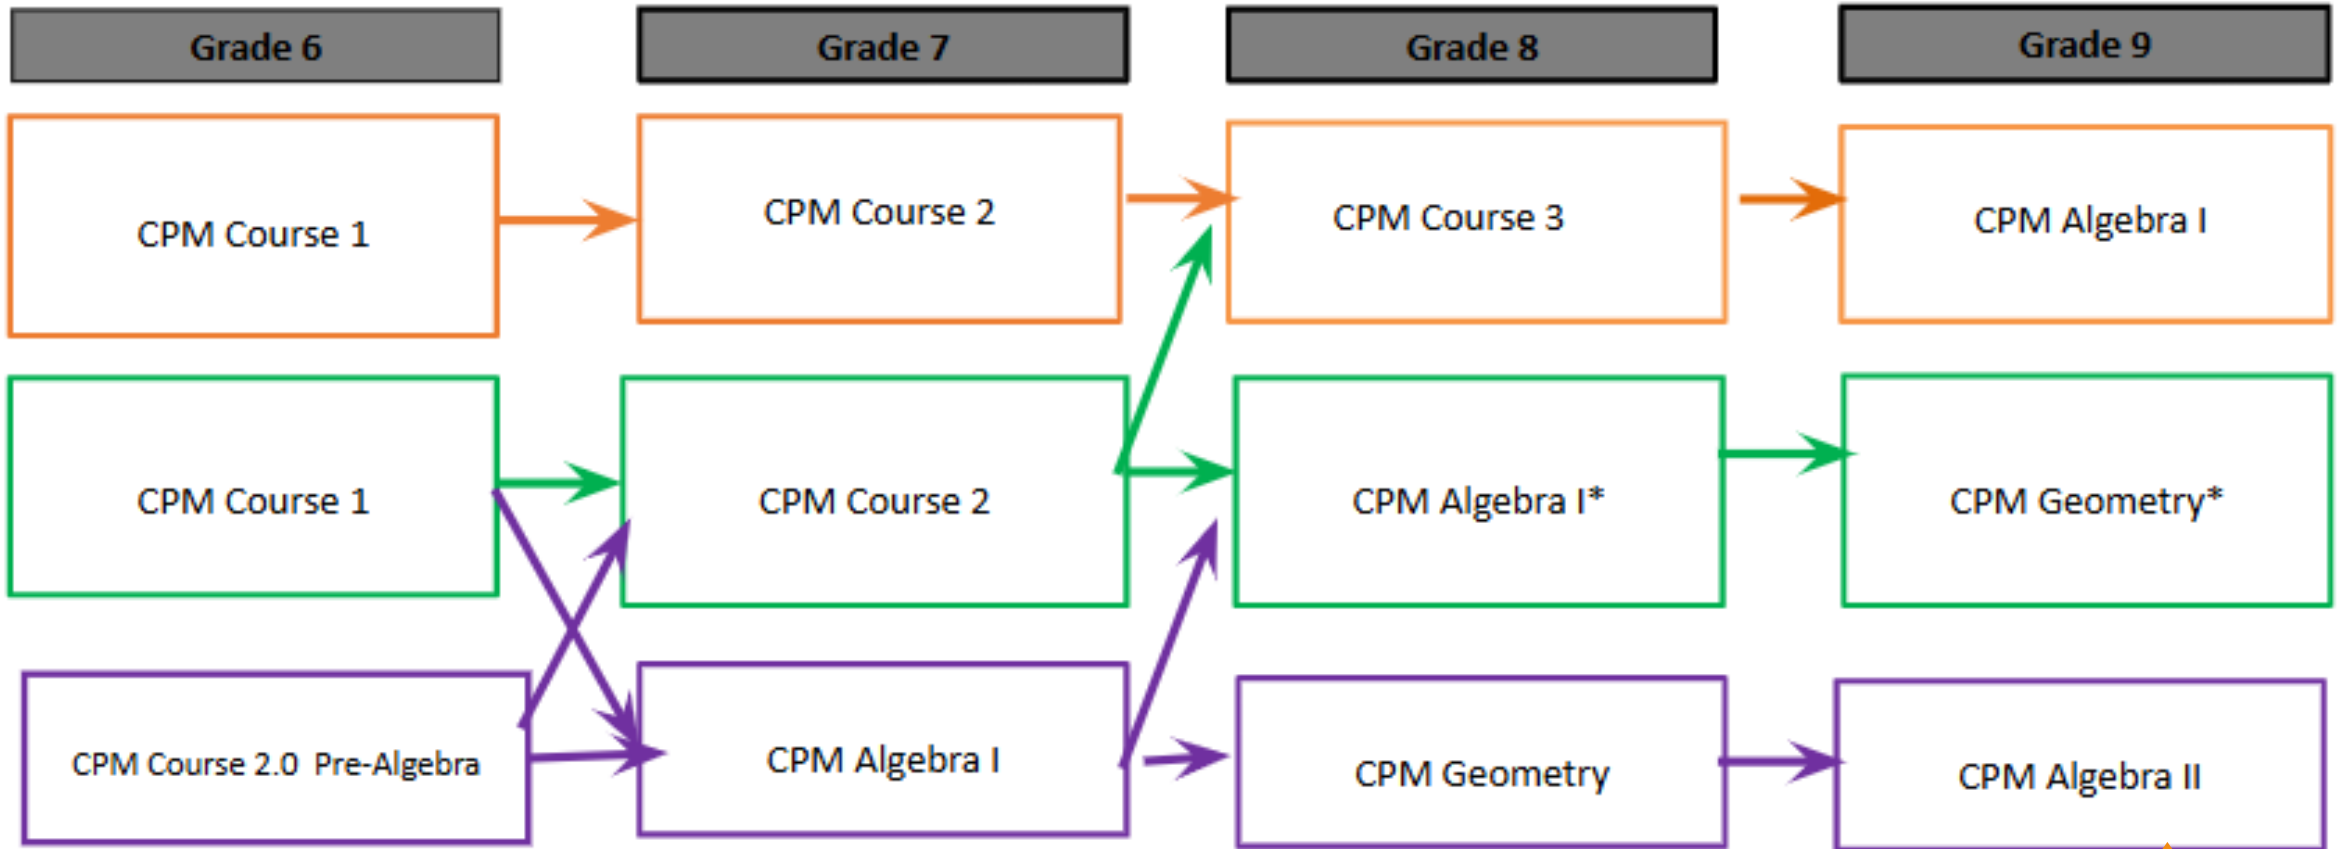 Grade 6
Grade 7
Grade 8
Grade 9
CPM Course 1
CPM Course 2
CPM Course 3
CPM Algebra I
CPM Course 1
CPM Course 2
CPM Algebra I*
CPM Geometry*
CPM Course 2.0  Pre-Algebra
CPM Algebra I
CPM Geometry
CPM Algebra II